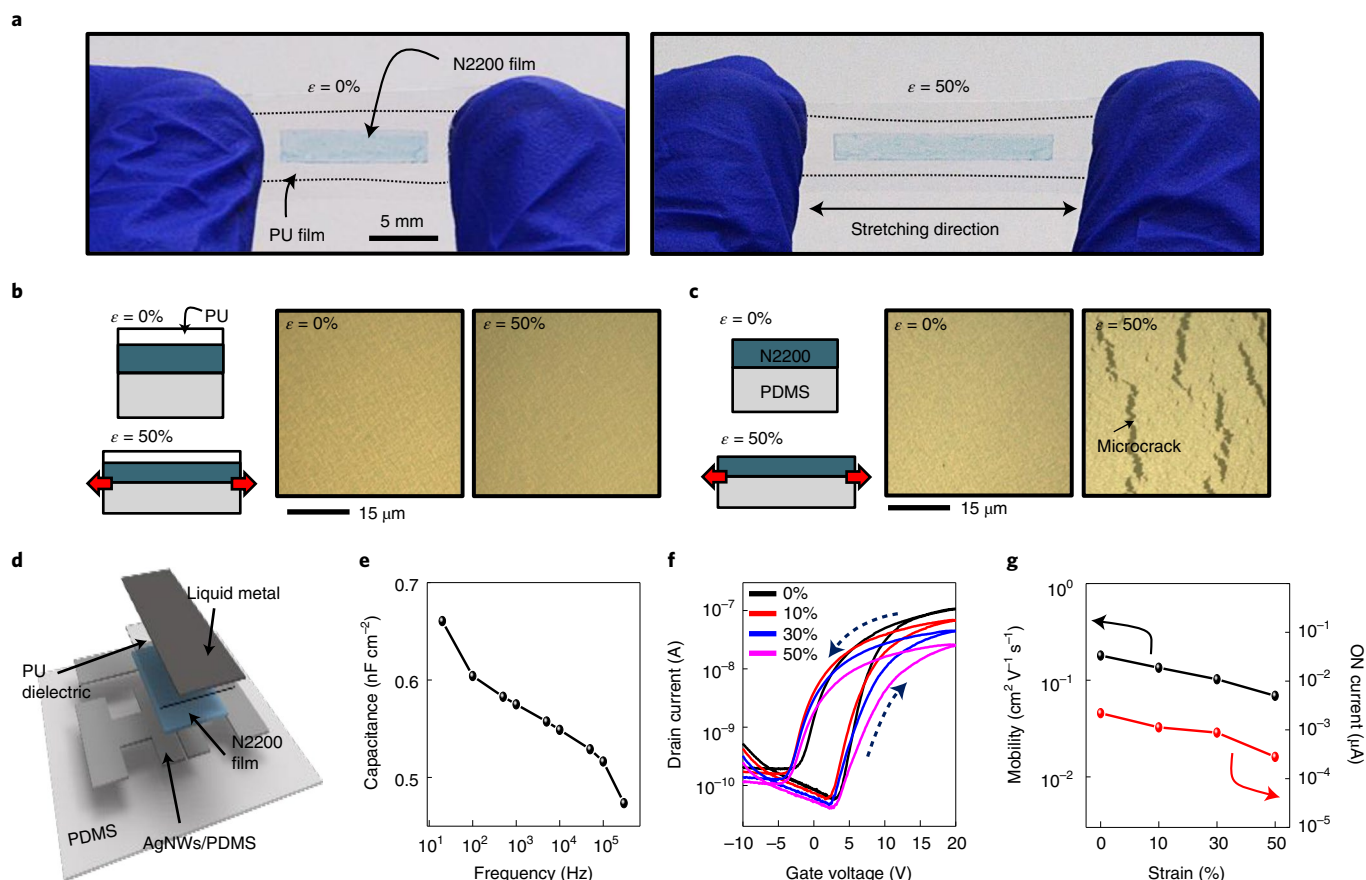 a
ε = 0%
N2200 film
PU film
5 mm
ε = 50%
Stretching direction
b
ε = 0%
PU
ε = 50%
ε = 0%
ε = 50%
15 μm
c
ε = 0%
N2200
PDMS
ε = 50%
ε = 0%
ε = 50%
Microcrack
15 μm
d
Liquid metal
PU
dielectric
N2200
film
PDMS
AgNWs/PDMS
e
Capacitance (nF cm⁻²)
0.7
0.6
0.5
10¹ 10² 10³ 10⁴ 10⁵
Frequency (Hz)
f
Drain current (A)
10⁻⁷
10⁻⁸
10⁻⁹
10⁻¹⁰
0%
10%
30%
50%
–10 –5 0 5 10 15 20
Gate voltage (V)
g
Mobility (cm² V⁻¹ s⁻¹)
10⁰
10⁻¹
10⁻²
10⁻¹
10⁻²
10⁻³
10⁻⁴
10⁻⁵
ON current (μA)
0 10 30 50
Strain (%)